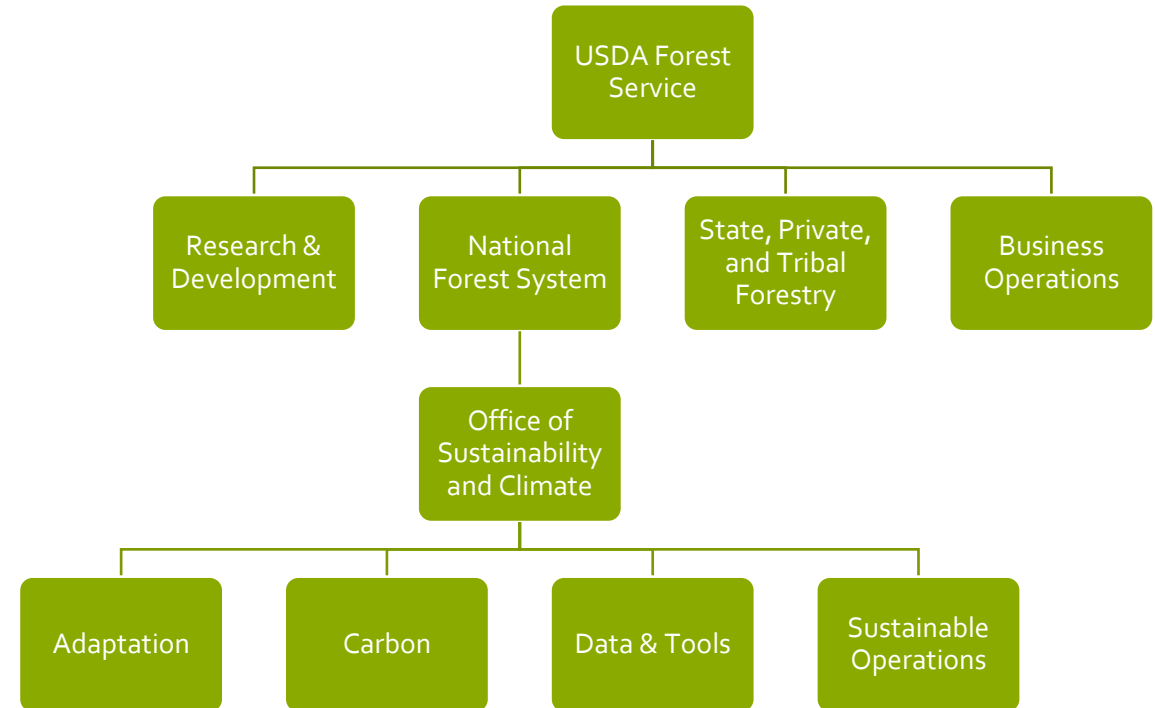 USDA Forest
Service
Research &
Development
National
Forest System
State, Private,
and Tribal
Forestry
Business
Operations
Office of
Sustainability
and Climate
Adaptation
Carbon
Data & Tools
Sustainable
Operations